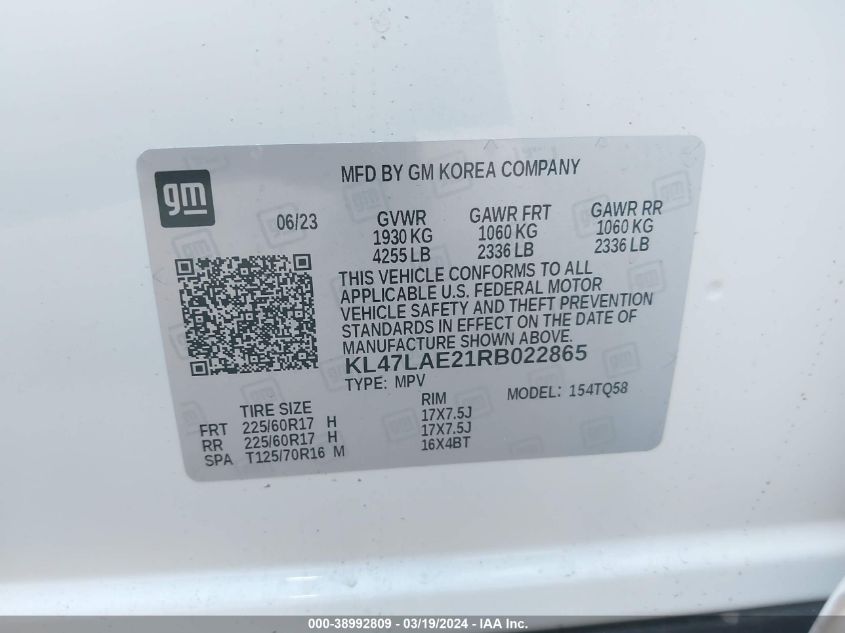 gm
MFD BY GM KOREA COMPANY
06/23
GVWR GAWR FRT GAWR RR
1930 KG 1060 KG 1060 KG
4255 LB 2336 LB 2336 LB
THIS VEHICLE CONFORMS TO ALL
APPLICABLE U.S. FEDERAL MOTOR
VEHICLE SAFETY AND THEFT PREVENTION
STANDARDS IN EFFECT ON THE DATE OF
MANUFACTURE SHOWN ABOVE.
KL47LAE21RB022865
TYPE: MPV
MODEL: 154TQ58
TIRE SIZE RIM
FRT 225/60R17 H 17X7.5J
RR 225/60R17 H 17X7.5J
SPA T125/70R16 M 16X4BT
000-38992809 - 03/19/2024 - IAA Inc.